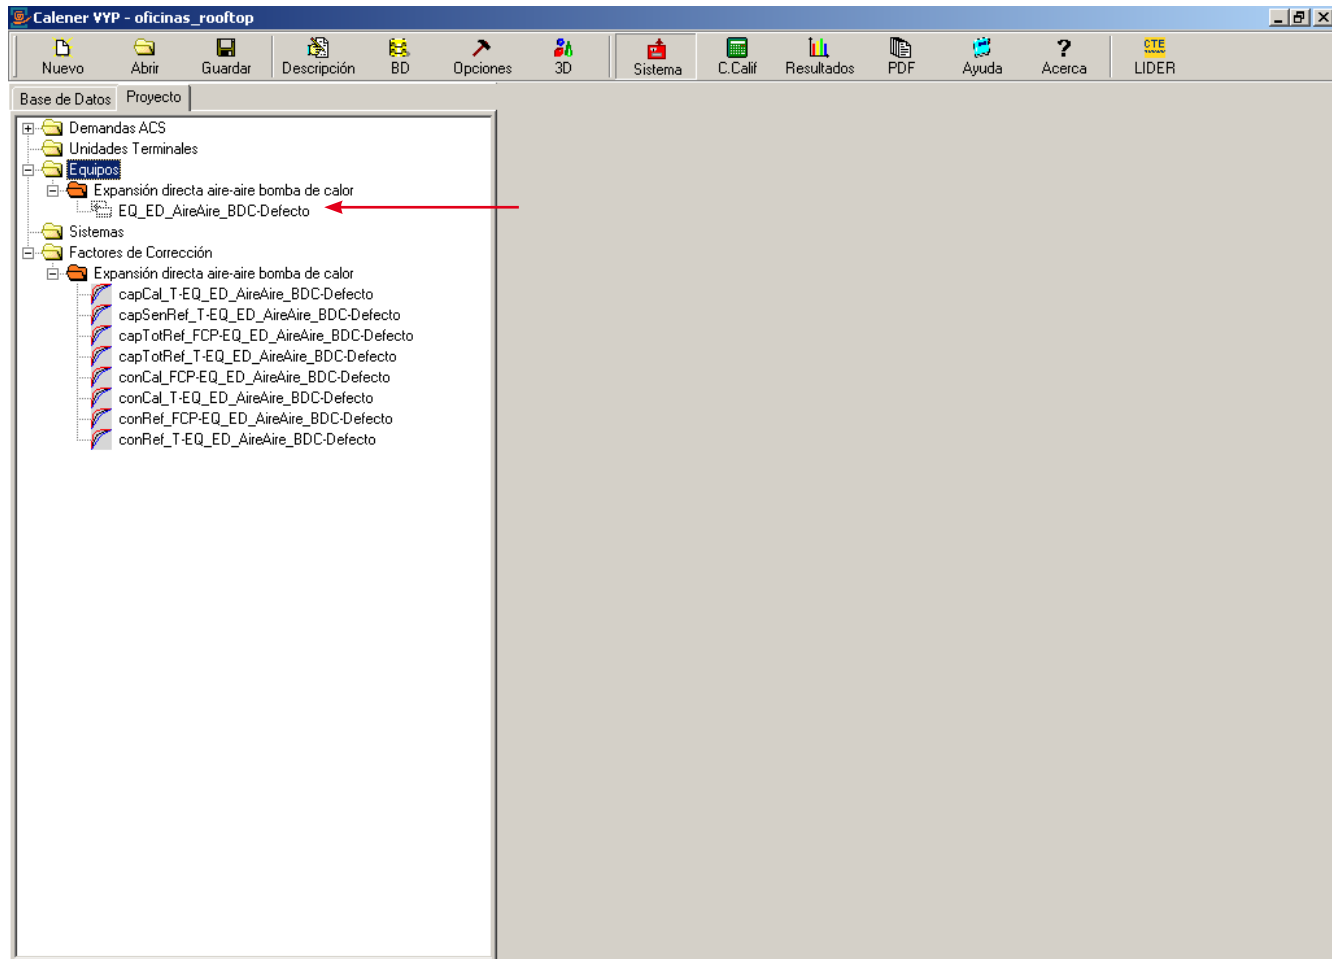 Calener VYP - oficinas_rooftop
Nuevo Abrir Guardar Descripción BD Opciones 3D Sistema C.Calif Resultados PDF Ayuda ? Acerca CTE LIDER
Base de Datos Proyecto
Demandas ACS
Unidades Terminales
Equipos
Expansión directa aire-aire bomba de calor
EQ_ED_AireAire_BDC-Defecto
Sistemas
Factores de Corrección
Expansión directa aire-aire bomba de calor
capCal_T-EQ_ED_AireAire_BDC-Defecto
capSenRef_T-EQ_ED_AireAire_BDC-Defecto
capTotRef_FCP-EQ_ED_AireAire_BDC-Defecto
capTotRef_T-EQ_ED_AireAire_BDC-Defecto
conCal_FCP-EQ_ED_AireAire_BDC-Defecto
conCal_T-EQ_ED_AireAire_BDC-Defecto
conRef_FCP-EQ_ED_AireAire_BDC-Defecto
conRef_T-EQ_ED_AireAire_BDC-Defecto